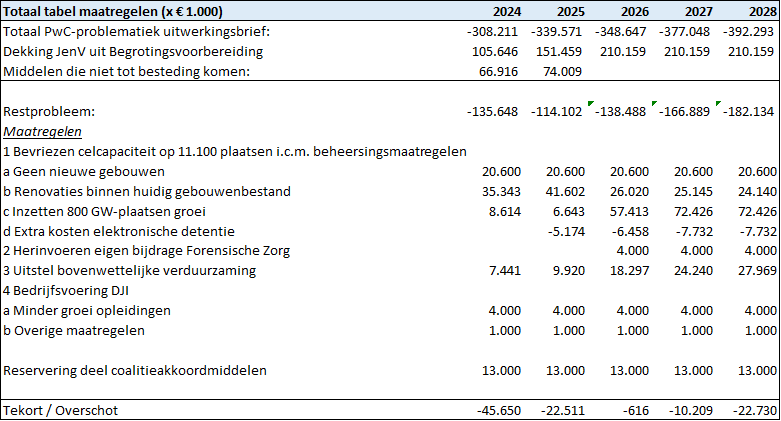 Totaal tabel maatregelen (x € 1.000) 2024 2025 2026 2027 2028
Totaal PwC-problematiek uitwerkingsbrief: -308.211 -339.571 -348.647 -377.048 -392.293
Dekking JenV uit Begrotingsvoorbereiding 105.646 151.459 210.159 210.159 210.159
Middelen die niet tot besteding komen: 66.916 74.009
Restprobleem: -135.648 -114.102 -138.488 -166.889 -182.134
Maatregelen
1 Bevriezen celcapaciteit op 11.100 plaatsen i.c.m. beheersingsmaatregelen
a Geen nieuwe gebouwen 20.600 20.600 20.600 20.600 20.600
b Renovaties binnen huidig gebouwenbestand 35.343 41.602 26.020 25.145 24.140
c Inzetten 800 GW-plaatsen groei 8.614 6.643 57.413 72.426 72.426
d Extra kosten elektronische detentie -5.174 -6.458 -7.732 -7.732
2 Herinvoeren eigen bijdrage Forensische Zorg 4.000 4.000 4.000
3 Uitstel bovenwettelijke verduurzaming 7.441 9.920 18.297 24.240 27.969
4 Bedrijfsvoering DJI
a Minder groei opleidingen 4.000 4.000 4.000 4.000 4.000
b Overige maatregelen 1.000 1.000 1.000 1.000 1.000
Reservering deel coalitieakkoordmiddelen 13.000 13.000 13.000 13.000 13.000
Tekort / Overschot -45.650 -22.511 -616 -10.209 -22.730